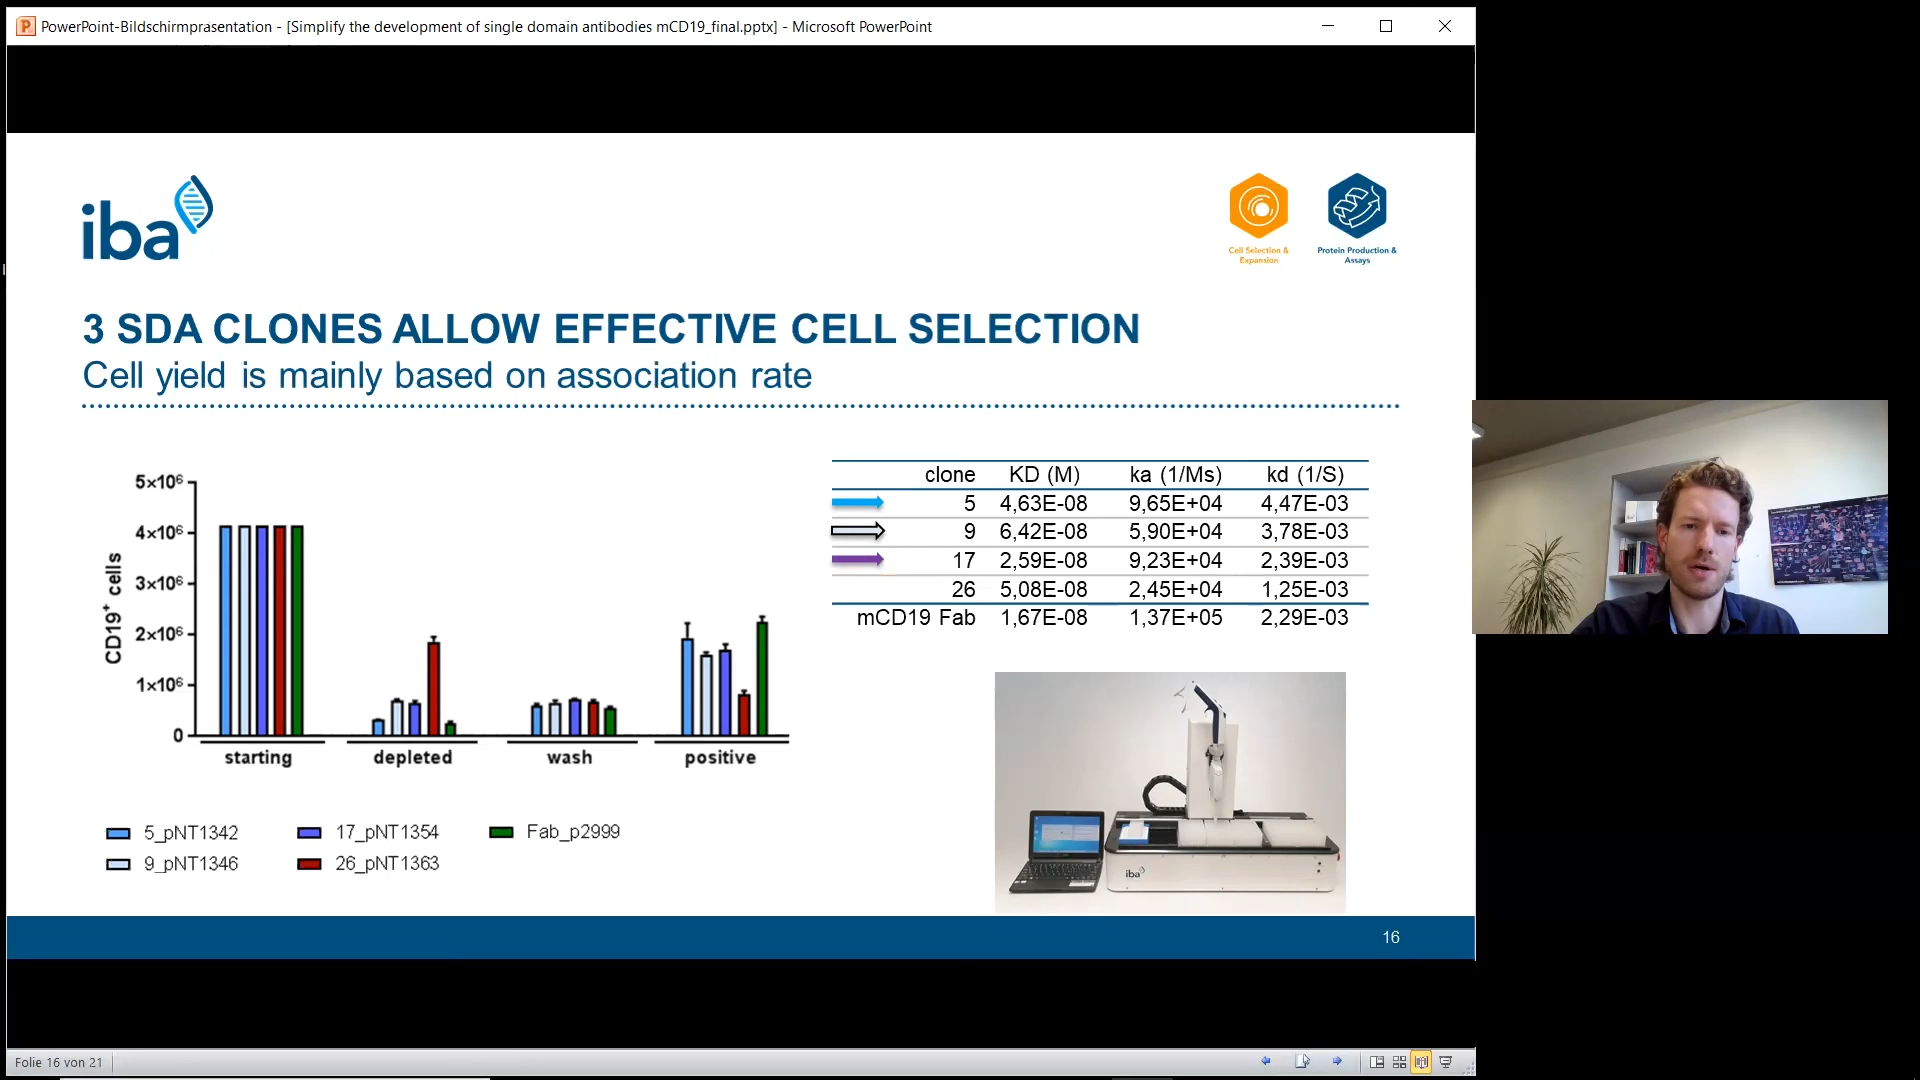 PowerPoint-Bildschirmpräsentation - [Simplify the development of single domain antibodies mCD19_final.pptx] - Microsoft PowerPoint
iba
Cell Selection &
Expansion
Protein Production &
Assays
3 SDA CLONES ALLOW EFFECTIVE CELL SELECTION
Cell yield is mainly based on association rate
CD19⁺ cells
5×10⁶
4×10⁶
3×10⁶
2×10⁶
1×10⁶
0
starting depleted wash positive
5_pNT1342 17_pNT1354 Fab_p2999
9_pNT1346 26_pNT1363
clone KD (M) ka (1/Ms) kd (1/S)
5 4,63E-08 9,65E+04 4,47E-03
9 6,42E-08 5,90E+04 3,78E-03
17 2,59E-08 9,23E+04 2,39E-03
26 5,08E-08 2,45E+04 1,25E-03
mCD19 Fab 1,67E-08 1,37E+05 2,29E-03
iba
16
Folie 16 von 21